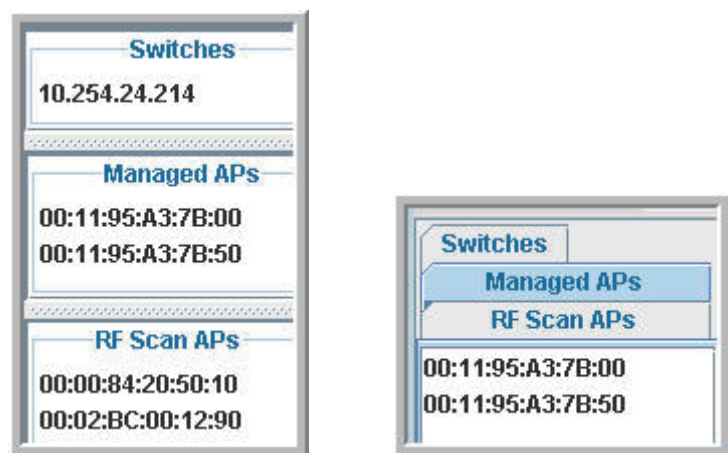 Switches
10.254.24.214
Managed APs
00:11:95:A3:7B:00
00:11:95:A3:7B:50
RF Scan APs
00:00:84:20:50:10
00:02:BC:00:12:90
Switches
Managed APs
RF Scan APs
00:11:95:A3:7B:00
00:11:95:A3:7B:50